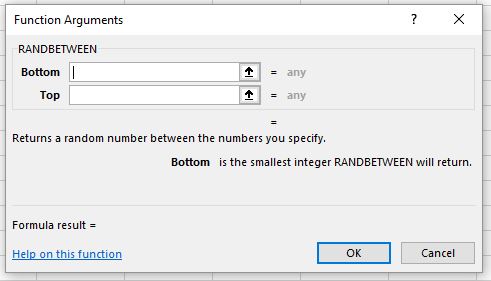 Function Arguments ? ×
RANDBETWEEN
Bottom = any
Top = any
=
Returns a random number between the numbers you specify.
Bottom is the smallest integer RANDBETWEEN will return.
Formula result =
Help on this function OK Cancel